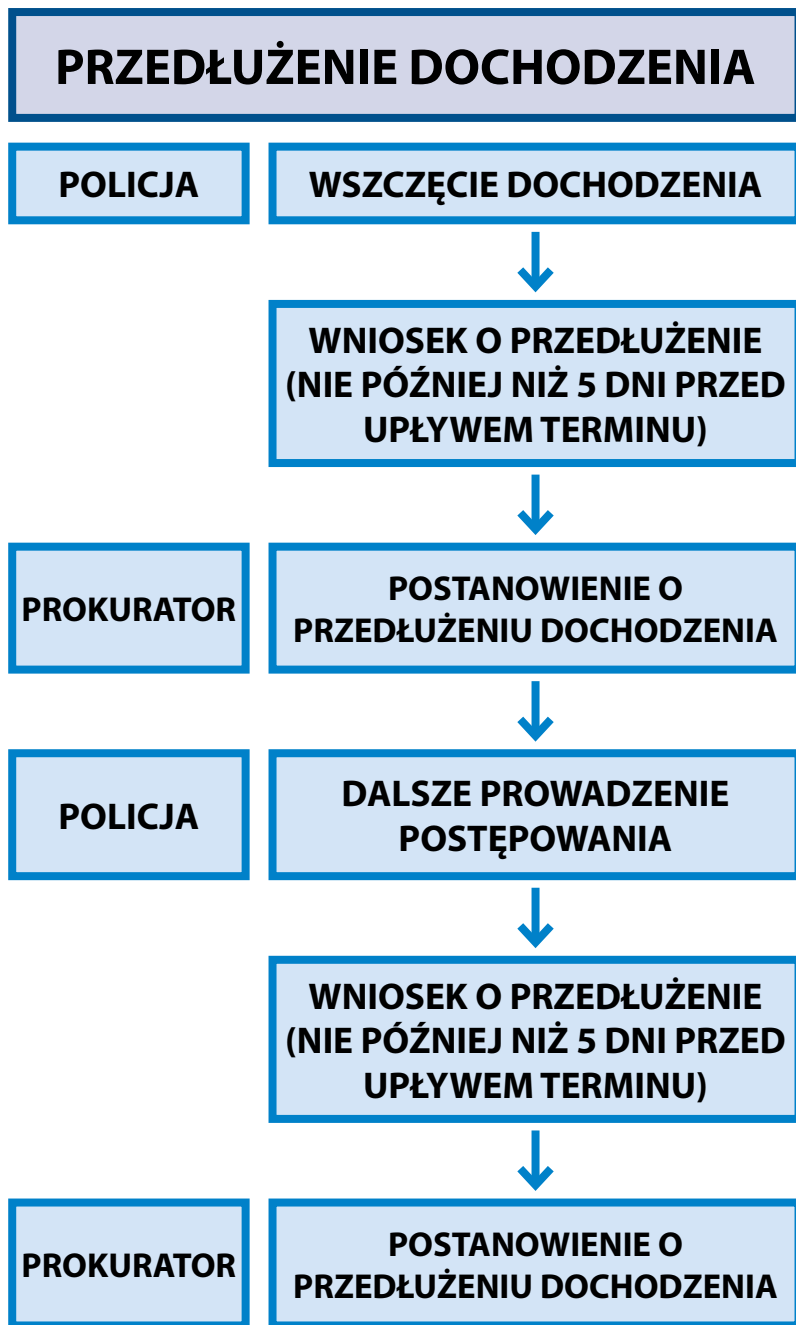 PRZEDŁUŻENIE DOCHODZENIA
POLICJA
WSZCZĘCIE DOCHODZENIA
WNIOSEK O PRZEDŁUŻENIE
(NIE PÓŹNIEJ NIŻ 5 DNI PRZED
UPŁYWEM TERMINU)
PROKURATOR
POSTANOWIENIE O
PRZEDŁUŻENIU DOCHODZENIA
POLICJA
DALSZE PROWADZENIE
POSTĘPOWANIA
WNIOSEK O PRZEDŁUŻENIE
(NIE PÓŹNIEJ NIŻ 5 DNI PRZED
UPŁYWEM TERMINU)
PROKURATOR
POSTANOWIENIE O
PRZEDŁUŻENIU DOCHODZENIA